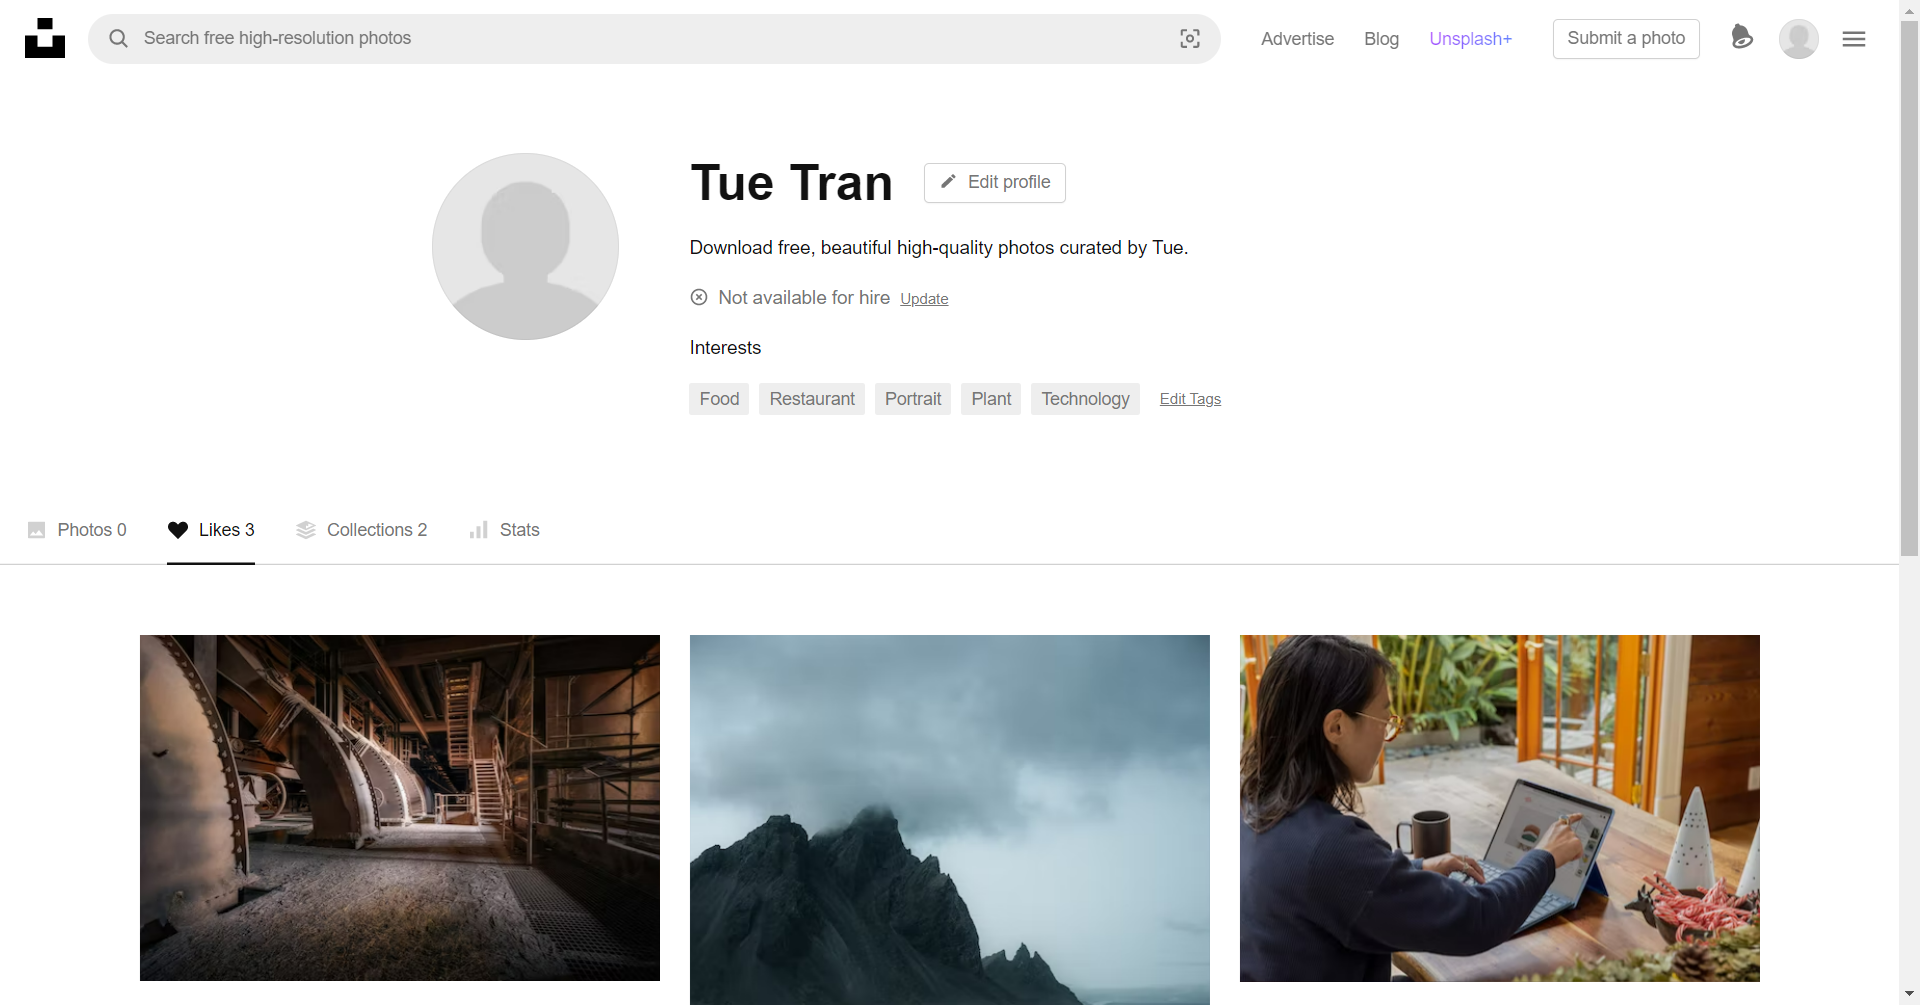 Search free high-resolution photos
Advertise Blog Unsplash+ Submit a photo
Tue Tran Edit profile
Download free, beautiful high-quality photos curated by Tue.
Not available for hire Update
Interests
Food Restaurant Portrait Plant Technology Edit Tags
Photos 0 Likes 3 Collections 2 Stats